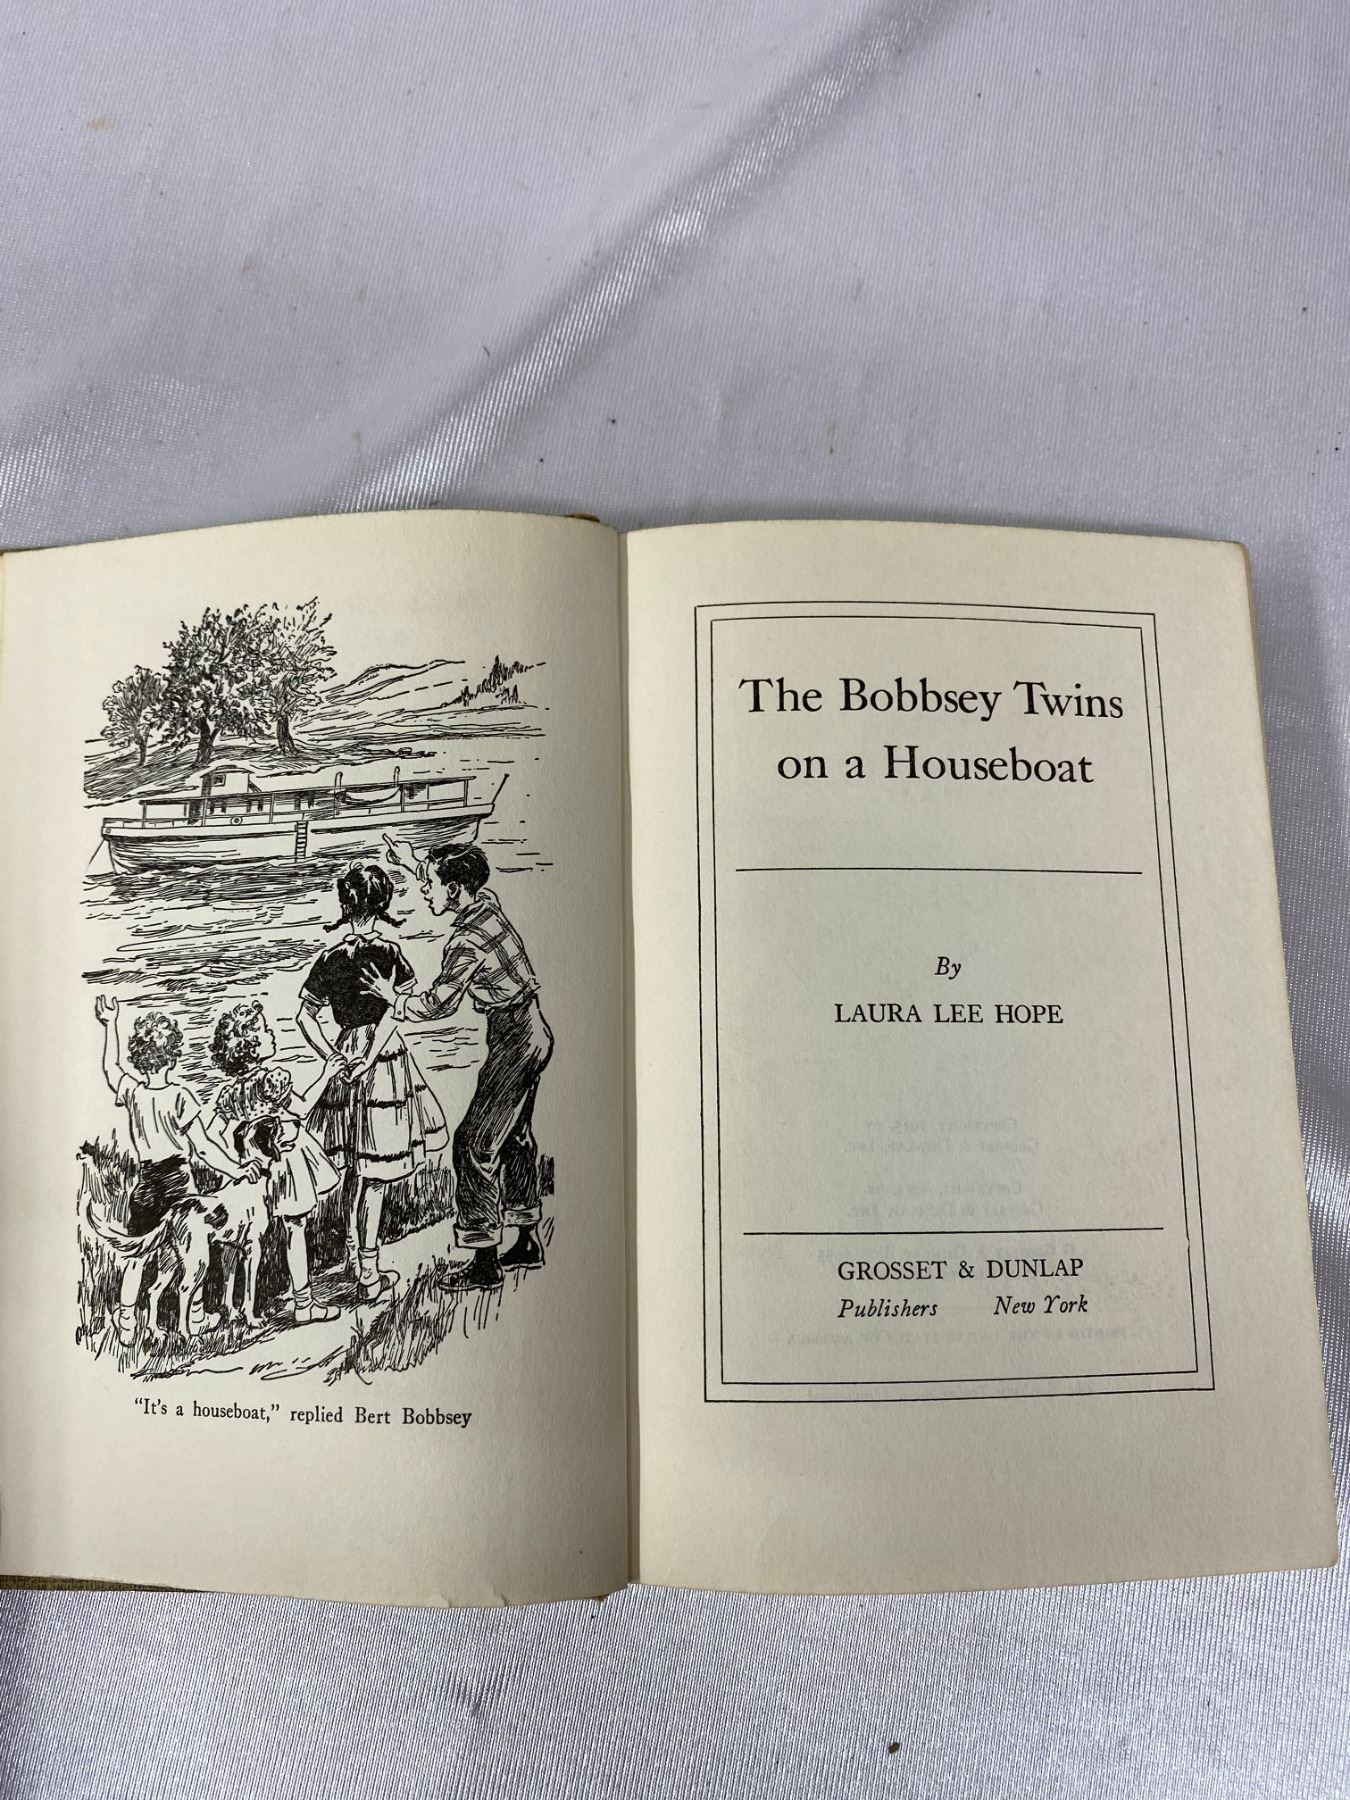 "It's a houseboat," replied Bert Bobbsey
The Bobbsey Twins
on a Houseboat
By
LAURA LEE HOPE
GROSSET & DUNLAP
Publishers New York